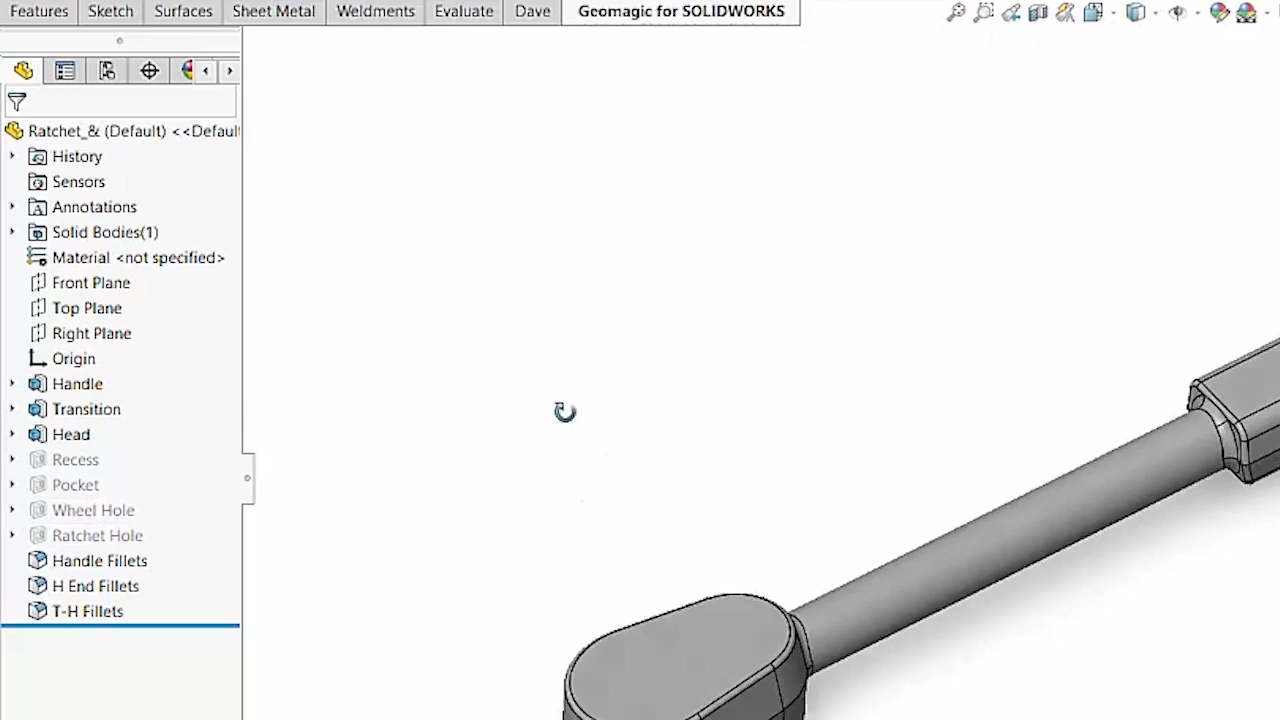 Features Sketch Surfaces Sheet Metal Weldments Evaluate Dave Geomagic for SOLIDWORKS
Ratchet_& (Default) <<Default
History
Sensors
Annotations
Solid Bodies(1)
Material <not specified>
Front Plane
Top Plane
Right Plane
Origin
Handle
Transition
Head
Recess
Pocket
Wheel Hole
Ratchet Hole
Handle Fillets
H End Fillets
T-H Fillets